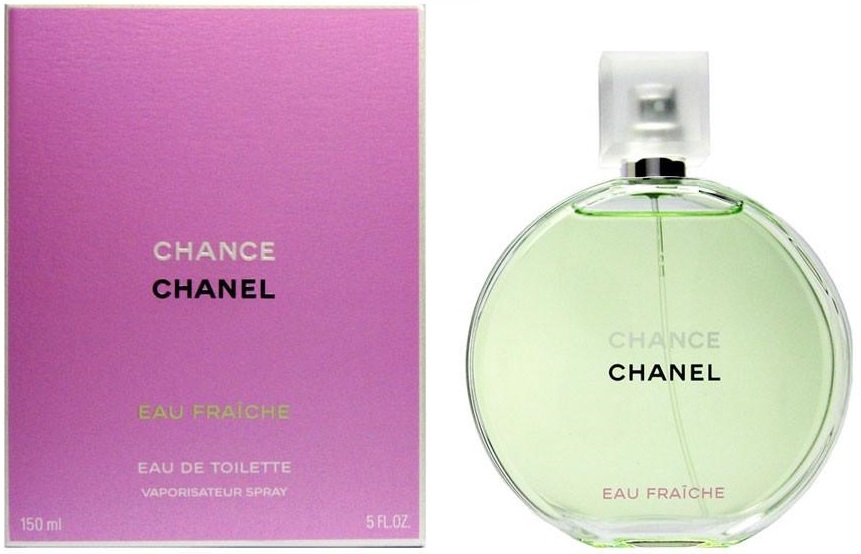 CHANCE
CHANEL
EAU FRAÎCHE
EAU DE TOILETTE
VAPORISATEUR SPRAY
150 ml 5 FL.OZ.
CHANCE
CHANEL
EAU FRAÎCHE